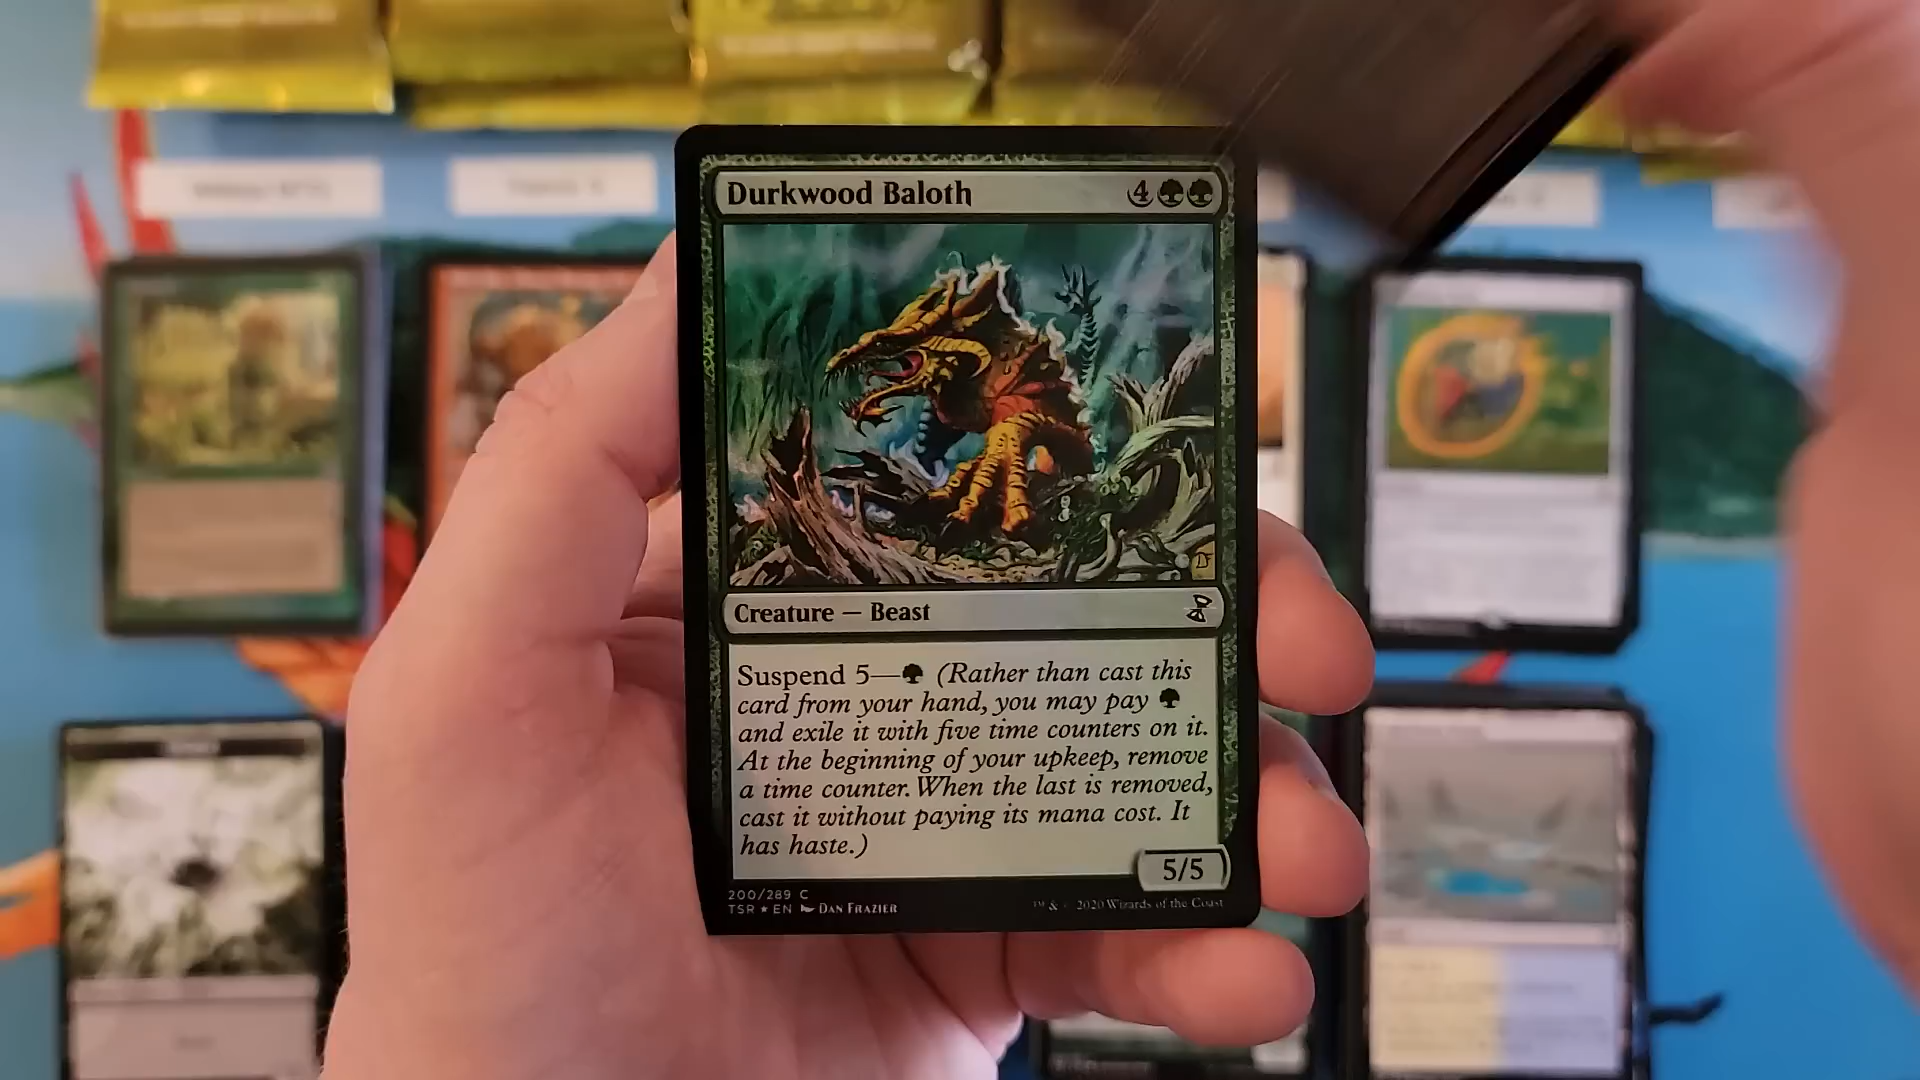 Durkwood Baloth 4
DF
Creature — Beast
Suspend 5— (Rather than cast this
card from your hand, you may pay
and exile it with five time counters on it.
At the beginning of your upkeep, remove
a time counter. When the last is removed,
cast it without paying its mana cost. It
has haste.)
5/5
200/289 C
TSR ★ EN Dan Frazier
™ & © 2020 Wizards of the Coast